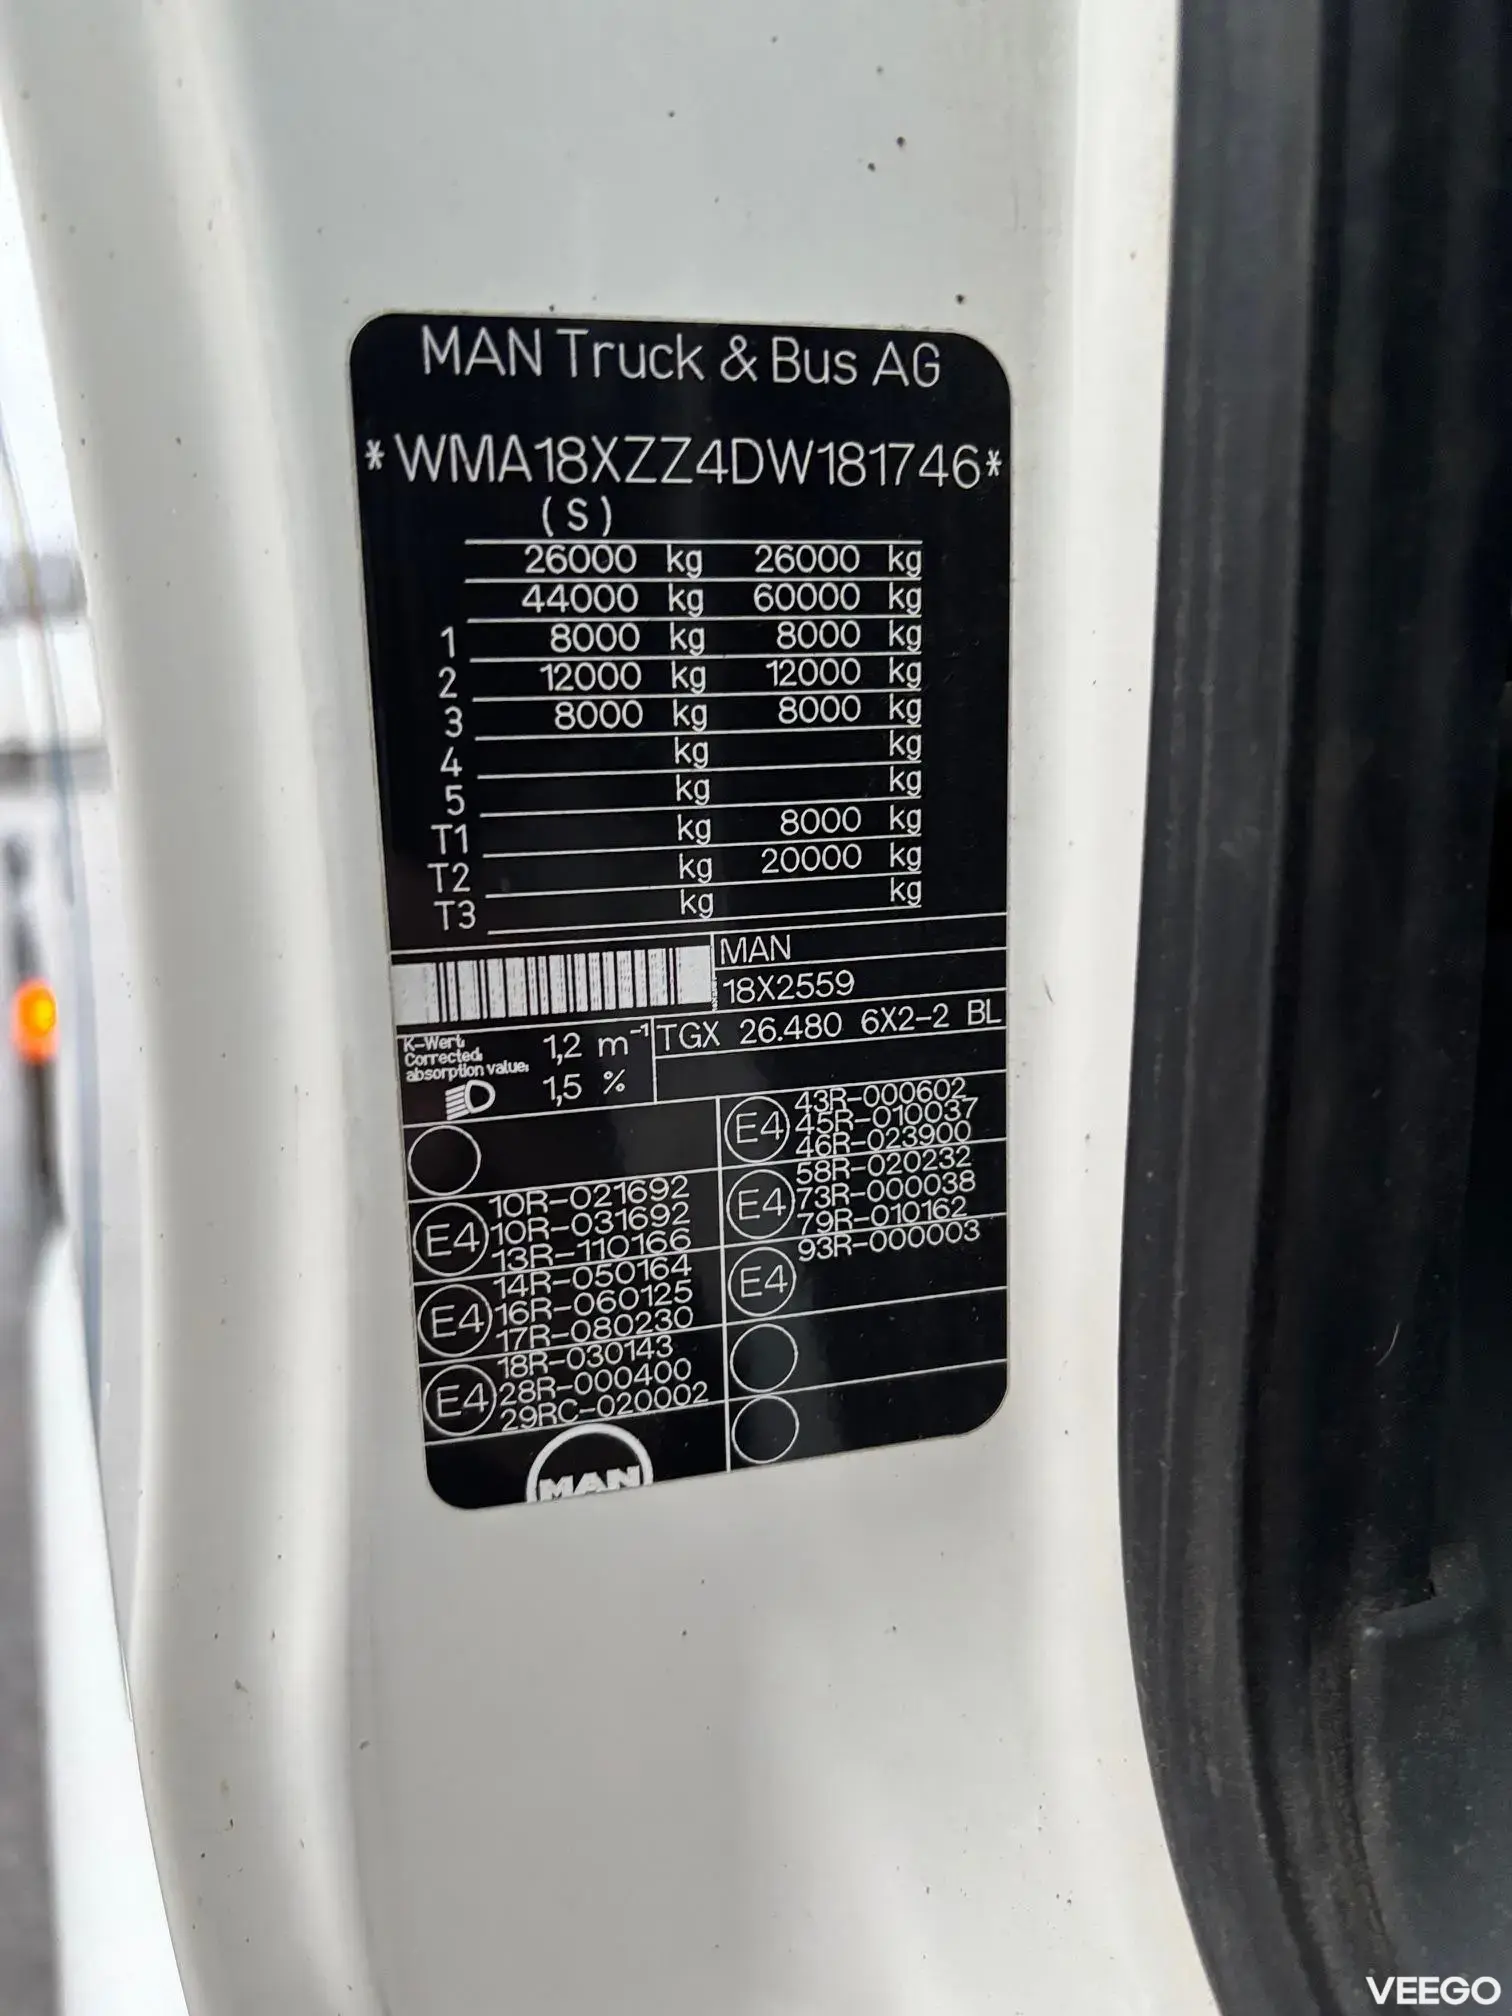 MAN Truck & Bus AG
*WMA18XZZ4DW181746*
(S)
26000 kg 26000 kg
44000 kg 60000 kg
1 8000 kg 8000 kg
2 12000 kg 12000 kg
3 8000 kg 8000 kg
4 kg kg
5 kg kg
T1 kg 8000 kg
T2 kg 20000 kg
T3 kg kg
MAN
18X2559
TGX 26.480 6X2-2 BL
K-Wert,
Corrected
absorption value:
1,2 m⁻¹
1,5 %
E4
10R-021692
10R-031692
13R-110166
E4
14R-050164
16R-060125
17R-080230
E4
18R-030143
28R-000400
29RC-020002
MAN
E4
43R-000602
45R-010037
46R-023900
E4
58R-020232
73R-000038
79R-010162
E4
93R-000003
VEEGO